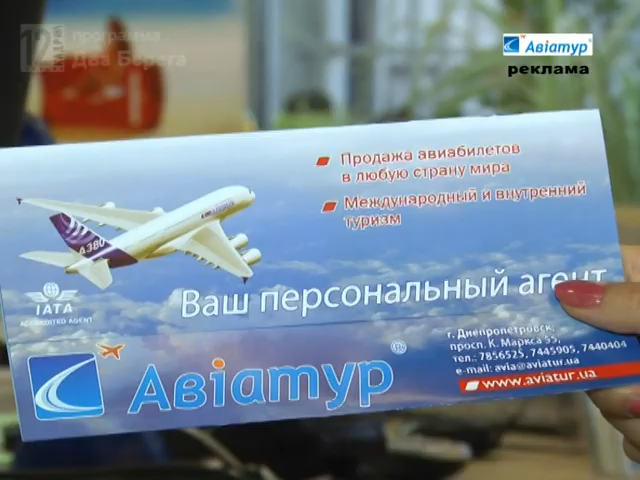 программа
Два Берега
Авіатур
реклама
Продажа авиабилетов
в любую страну мира
Международный и внутренний
туризм
A380
IATA
ACCREDITED AGENT
Ваш персональный агент
Авіатур®
г. Днепропетровск,
просп. К. Маркса 55,
тел.: 7856525, 7445905, 7440404
e-mail: avia@aviatur.ua
www.aviatur.ua